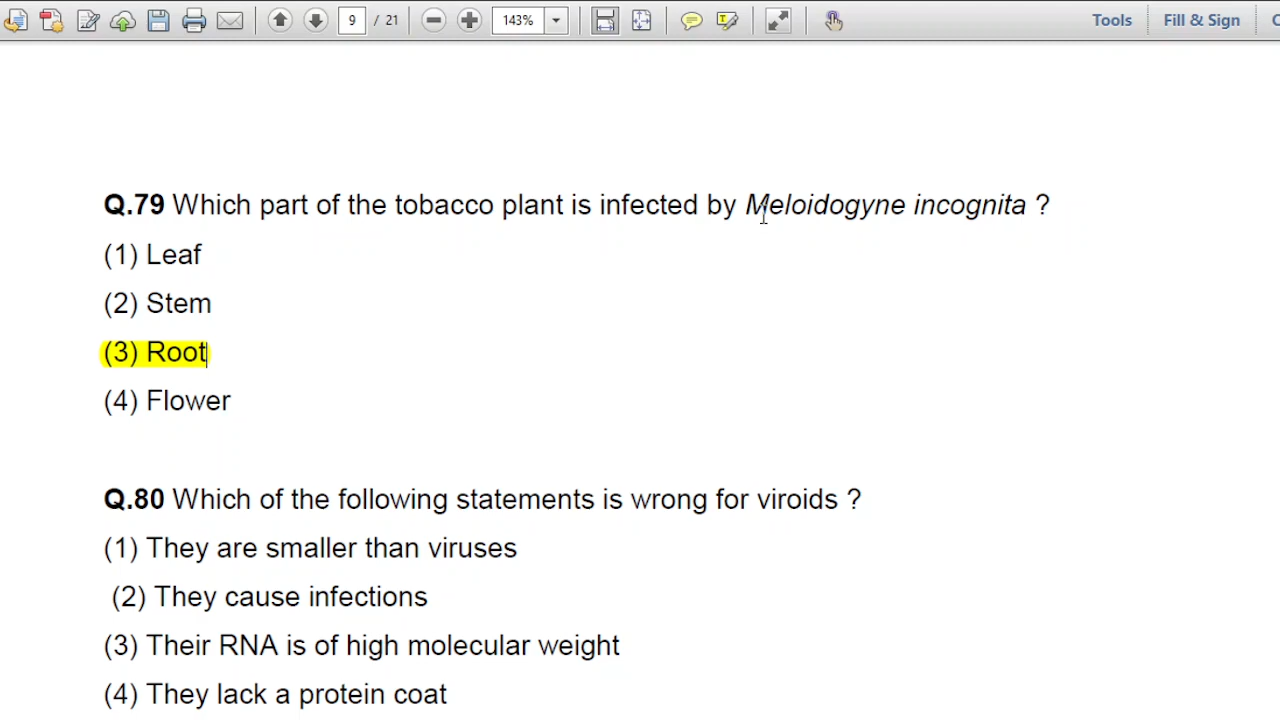 9 / 21 143% Tools Fill & Sign C
Q.79 Which part of the tobacco plant is infected by Meloidogyne incognita ?
(1) Leaf
(2) Stem
(3) Root
(4) Flower
Q.80 Which of the following statements is wrong for viroids ?
(1) They are smaller than viruses
(2) They cause infections
(3) Their RNA is of high molecular weight
(4) They lack a protein coat